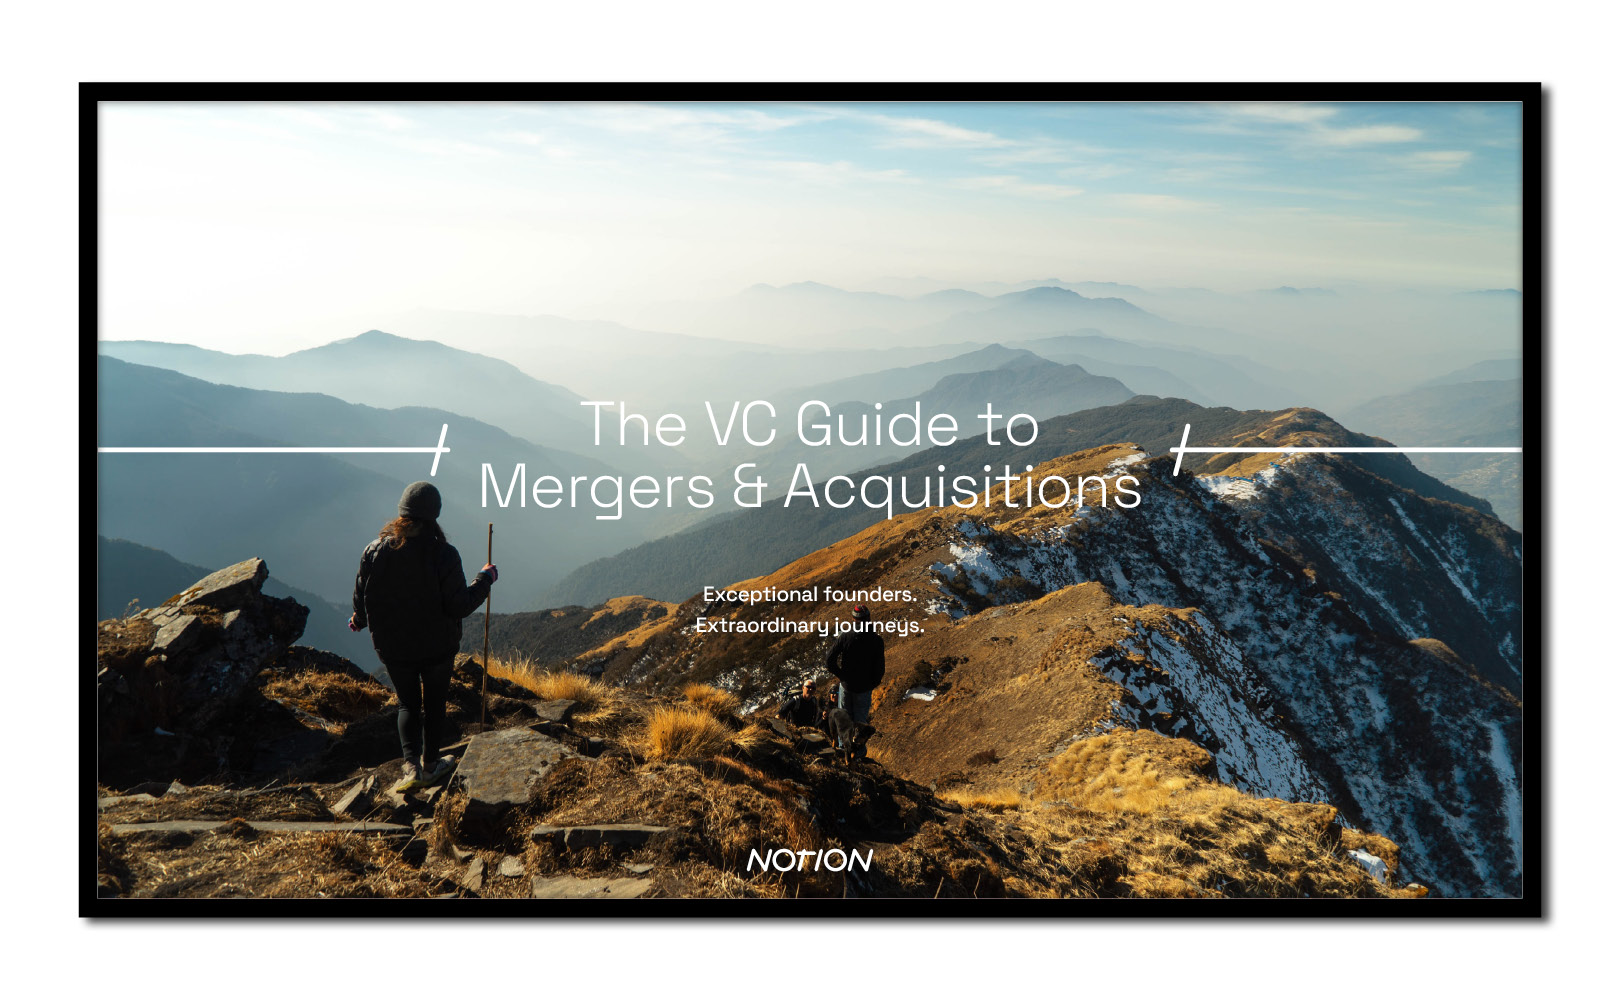 The VC Guide to
Mergers & Acquisitions
Exceptional founders.
Extraordinary journeys.
NOTION